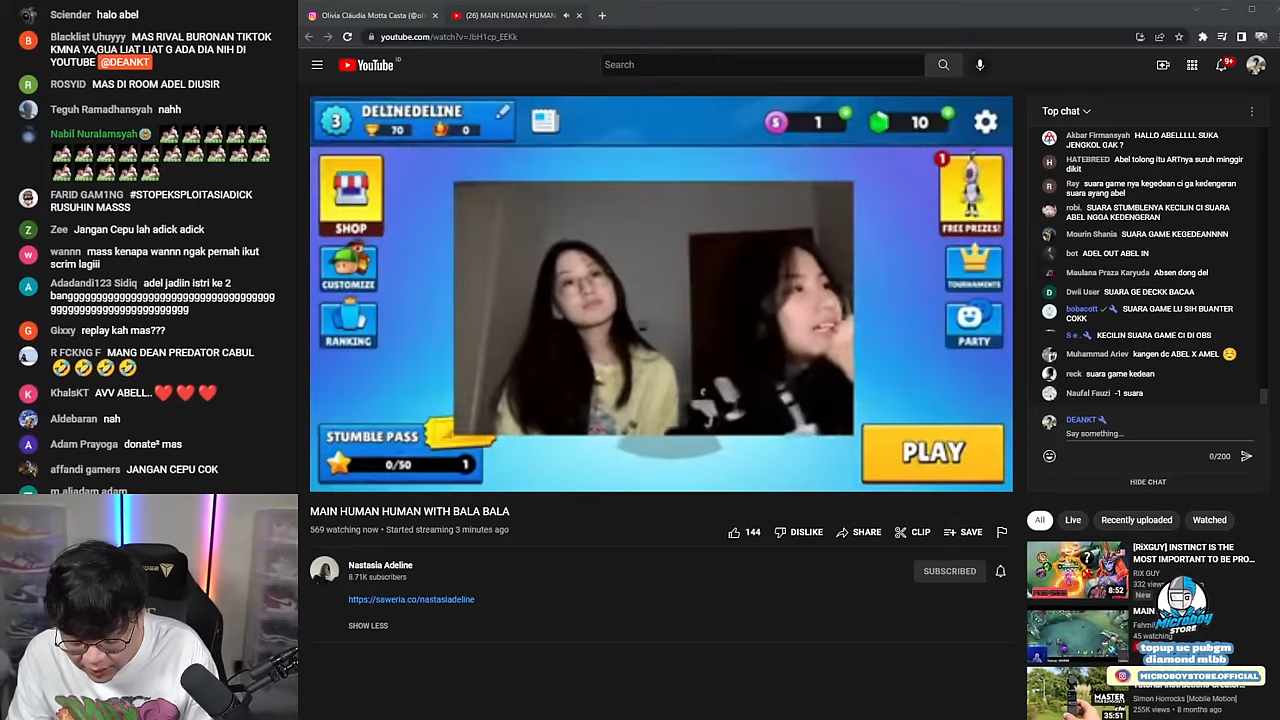 Sciender halo abel
Blacklist Uhuyyy MAS RIVAL BURONAN TIKTOK
KMNA YA,GUA LIAT LIAT G ADA DIA NIH DI
YOUTUBE @DEANKT
ROSYID MAS DI ROOM ADEL DIUSIR
Teguh Ramadhansyah nahh
Nabil Nuralamsyah
FARID GAM1NG #STOPEKSPLOITASIADICK
RUSUHIN MASSS
Zee Jangan Cepu lah adick adick
wannn mass kenapa wannn ngak pernah ikut
scrim lagiii
Adadandi123 Sidiq adel jadiin istri ke 2
Gixxy replay kah mas???
R FCKNG F MANG DEAN PREDATOR CABUL
KhalsKT AVV ABELL..
Aldebaran nah
Adam Prayoga donate² mas
affandi gamers JANGAN CEPU COK
m aliadam adam
Olivia Cláudia Motta Casta (@oli
(26) MAIN HUMAN HUMAN
youtube.com/watch?v=JbH1cp_EEKk
YouTube ID
Search
9+
3
DELINEDELINE
70
0
S
1
10
SHOP
CUSTOMIZE
RANKING
1
FREE PRIZES!
TOURNAMENTS
PARTY
STUMBLE PASS
0/50
1
PLAY
MAIN HUMAN HUMAN WITH BALA BALA
569 watching now • Started streaming 3 minutes ago
144
DISLIKE
SHARE
CLIP
SAVE
Nastasia Adeline
8.71K subscribers
SUBSCRIBED
https://saweria.co/nastasiadeline
SHOW LESS
Top chat
Akbar Firmansyah HALLO ABELLLLL SUKA
JENGKOL GAK ?
HATEBREED Abel tolong itu ARTnya suruh minggir
dikit
Ray suara game nya kegedean ci ga kedengeran
suara ayang abel
robi. SUARA STUMBLENYA KECILIN CI SUARA
ABEL NGGA KEDENGERAN
Mourin Shania SUARA GAME KEGEDEANNNN
bot ADEL OUT ABEL IN
Maulana Praza Karyuda Absen dong del
Dwii User SUARA GE DECKK BACAA
bobacott SUARA GAME LU SIH BUANTER
COKK
S e . KECILIN SUARA GAME CI DI OBS
Muhammad Ariev kangen dc ABEL X AMEL
reck suara game kedean
Naufal Fauzi -1 suara
DEANKT
Say something...
0/200
HIDE CHAT
All
Live
Recently uploaded
Watched
[RiXGUY] INSTINCT IS THE
MOST IMPORTANT TO BE PRO...
RiX GUY
332 view
New
8:52
MAIN
Fahmi
45 watching
MICROBOY
STORE
topup uc pubgm
diamond mlbb
MICROBOYSTORE.OFFICIAL
Simon Horrocks [Mobile Motion]
255K views • 8 months ago
MASTER
35:51